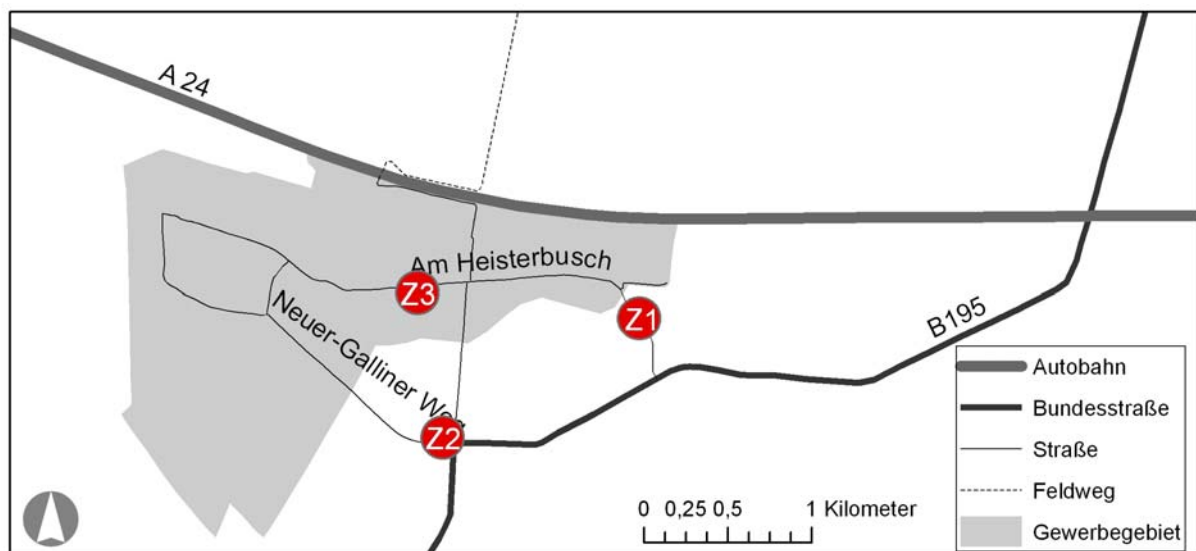 A 24
Am Heisterbusch
Z3
Z1
Neuer-Galliner Weg
Z2
B195
Autobahn
Bundesstraße
Straße
Feldweg
Gewerbegebiet
0 0,25 0,5 1 Kilometer